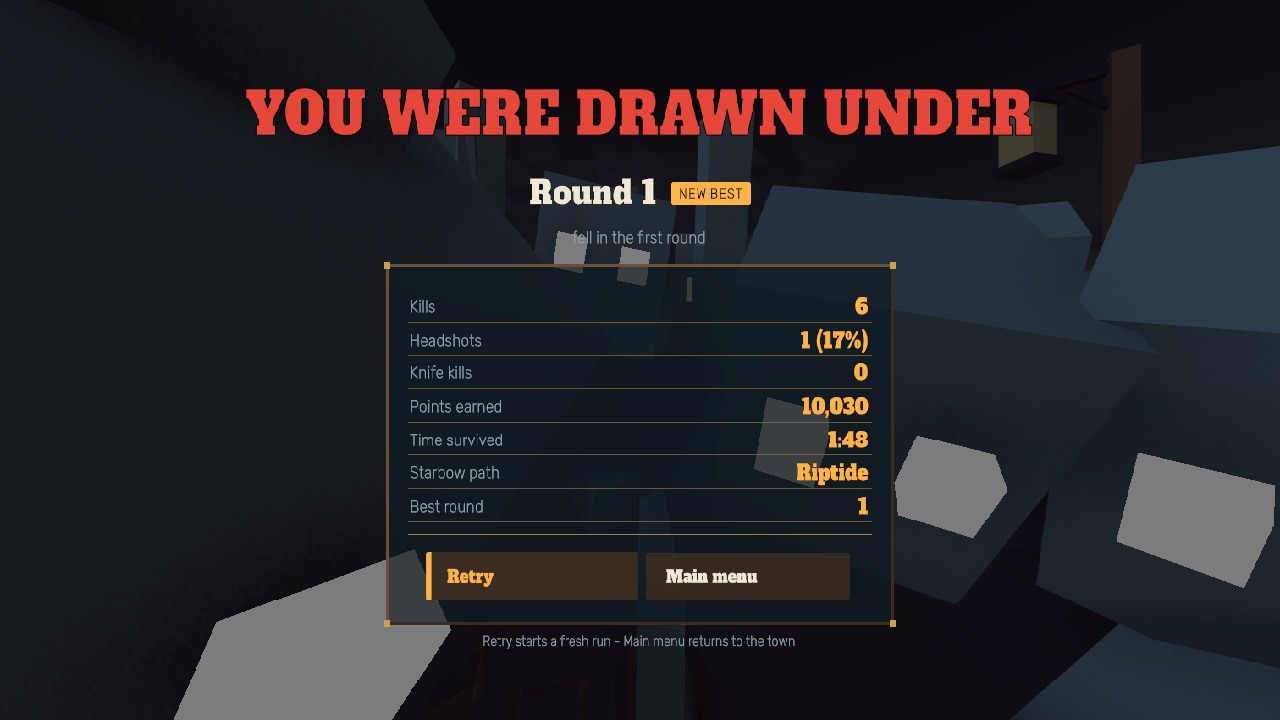 YOU WERE DRAWN UNDER
Round 1 NEW BEST
fell in the first round
Kills 6
Headshots 1 (17%)
Knife kills 0
Points earned 10,030
Time survived 1:48
Starbow path Riptide
Best round 1
Retry Main menu
Retry starts a fresh run - Main menu returns to the town